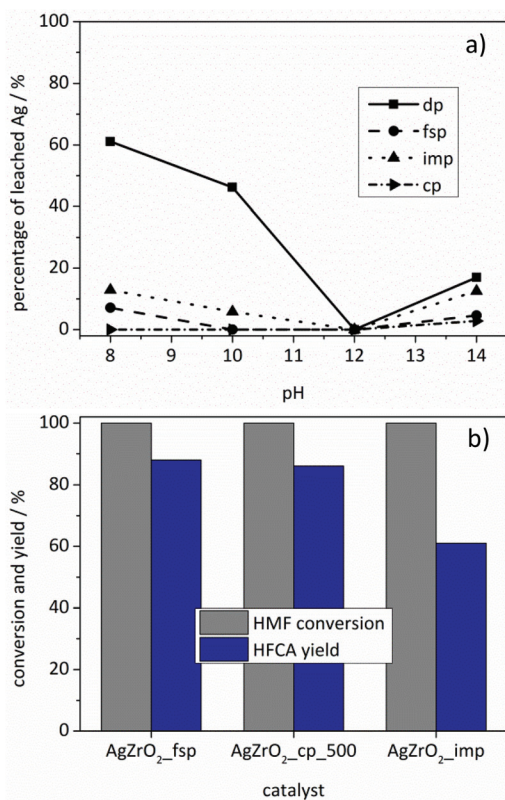 a)
100
80
60
40
20
0
percentage of leached Ag / %
dp
fsp
imp
cp
8 9 10 11 12 13 14
pH
b)
100
80
60
40
20
0
conversion and yield / %
HMF conversion
HFCA yield
AgZrO₂_fsp AgZrO₂_cp_500 AgZrO₂_imp
catalyst